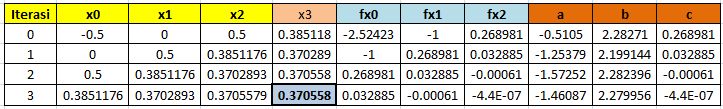 Iterasi x0 x1 x2 x3 fx0 fx1 fx2 a b c
0 -0.5 0 0.5 0.385118 -2.52423 -1 0.268981 -0.5105 2.28271 0.268981
1 0 0.5 0.3851176 0.370289 -1 0.268981 0.032885 -1.25379 2.199144 0.032885
2 0.5 0.3851176 0.3702893 0.370558 0.268981 0.032885 -0.00061 -1.57252 2.282396 -0.00061
3 0.3851176 0.3702893 0.3705579 0.370558 0.032885 -0.00061 -4.4E-07 -1.46087 2.279956 -4.4E-07